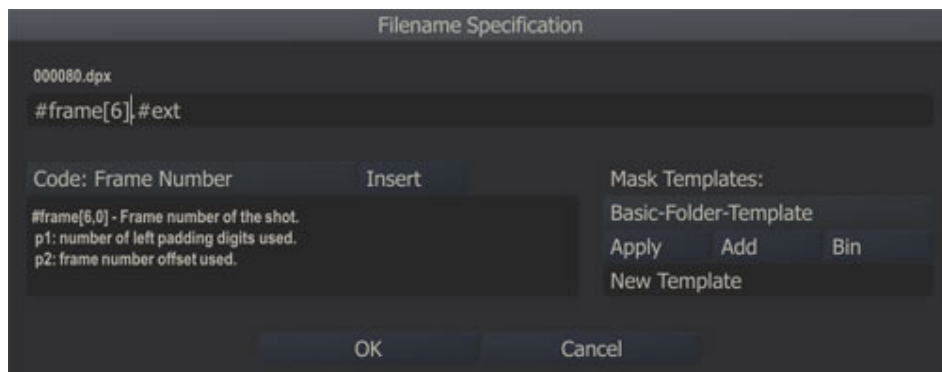 Filename Specification
000080.dpx
#frame[6].#ext
Code: Frame Number
Insert
#frame[6,0] - Frame number of the shot.
p1: number of left padding digits used.
p2: frame number offset used.
Mask Templates:
Basic-Folder-Template
Apply Add Bin
New Template
OK Cancel